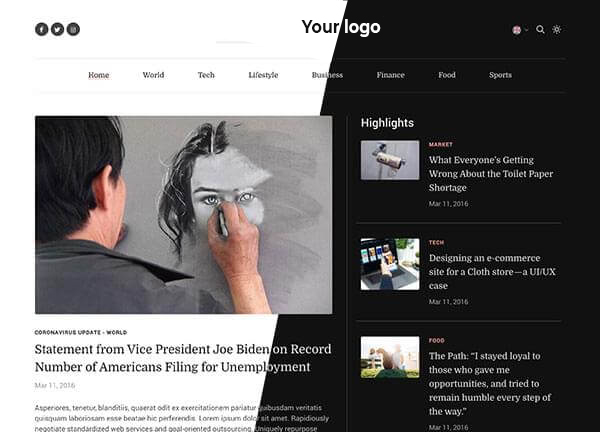 Your logo
Home World Tech Lifestyle Business Finance Food Sports
CORONAVIRUS UPDATE - WORLD
Statement from Vice President Joe Biden on Record
Number of Americans Filing for Unemployment
Mar 11, 2016
Asperiores, tenetur, blanditiis, quaerat odit ex exercitationem pariatur quibusdam veritatis
quisquam laboriosam esse beatae hic perferendis. Lorem ipsum dolor sit amet. Rapidiously
negotiate standardized web services and goal-oriented outsourcing. Uniquely repurpose
Highlights
MARKET
What Everyone's Getting
Wrong About the Toilet Paper
Shortage
Mar 11, 2016
TECH
Designing an e-commerce
site for a Cloth store—a UI/UX
case
Mar 11, 2016
FOOD
The Path: “I stayed loyal to
those who gave me
opportunities, and tried to
remain humble every step of
the way.”
Mar 11, 2016